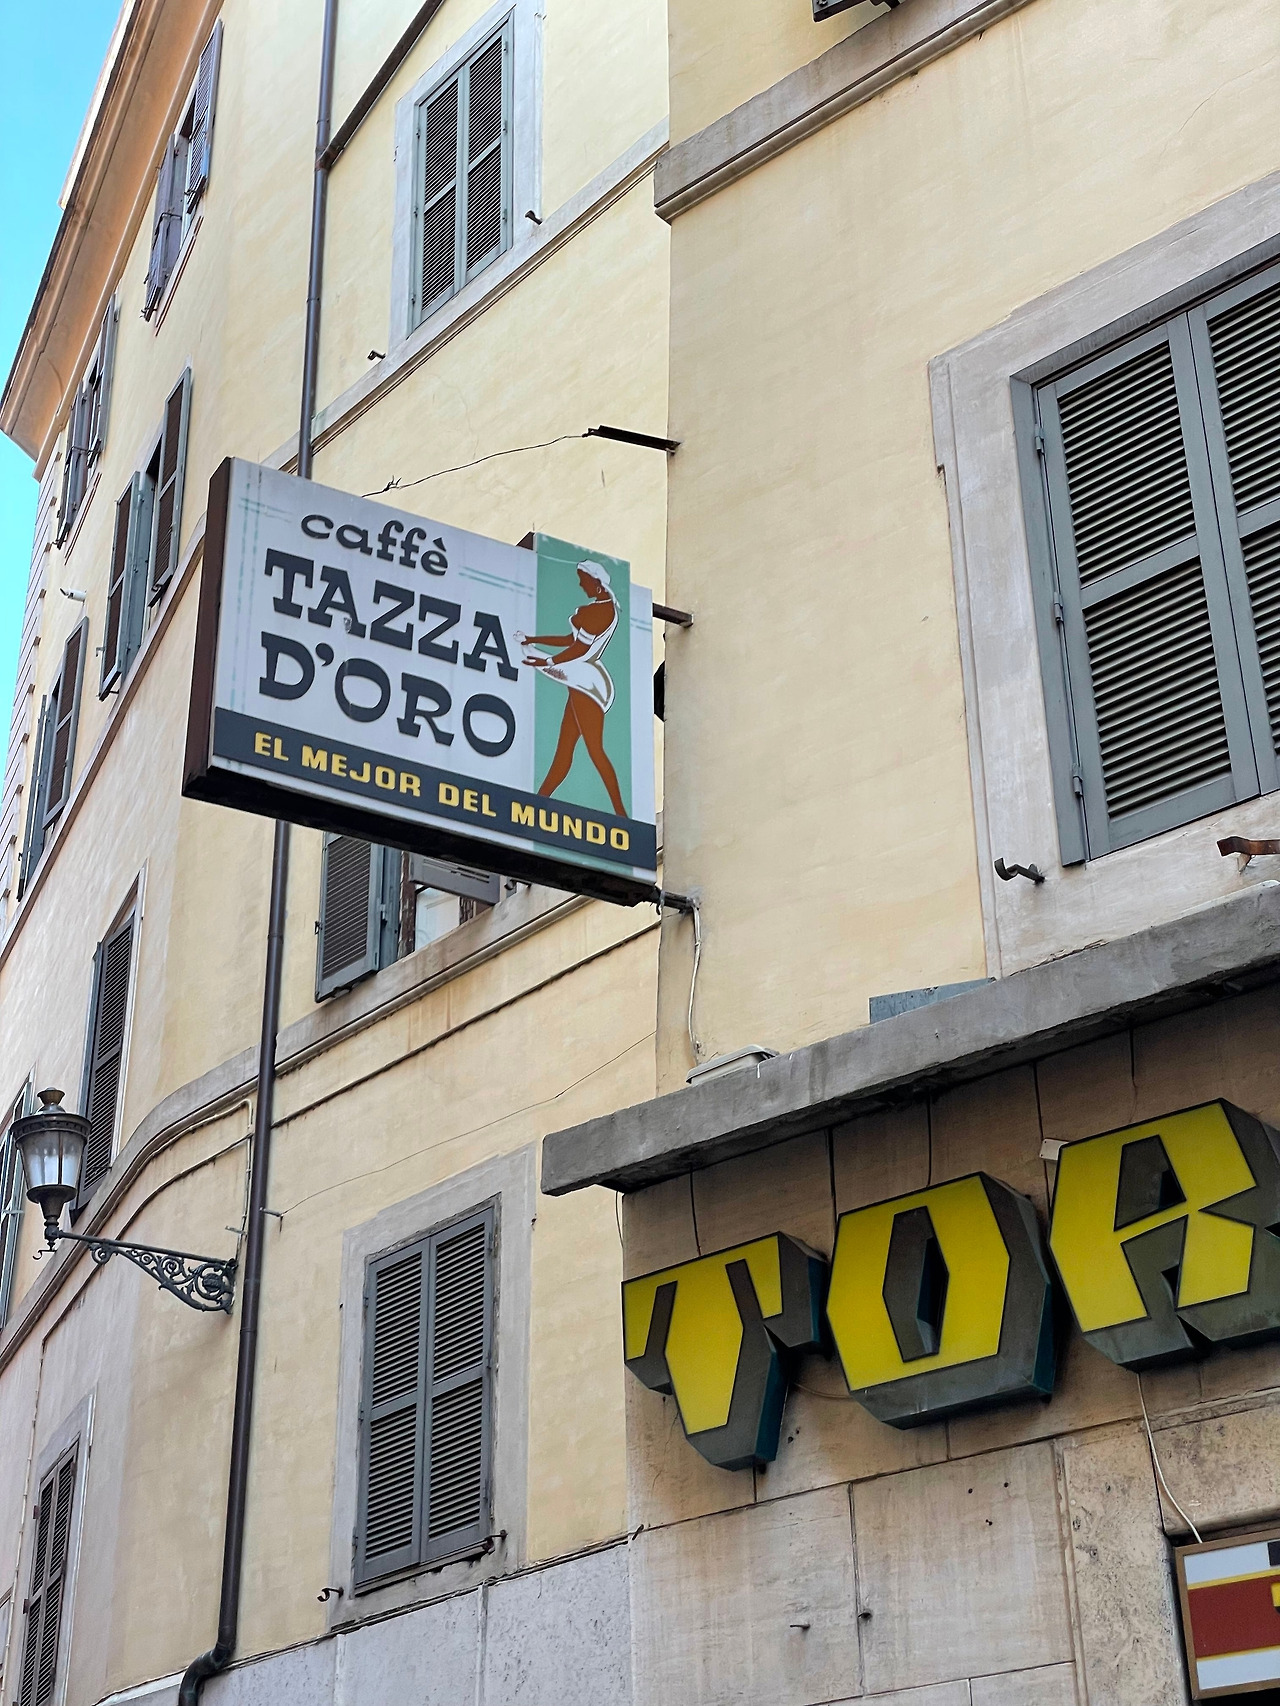 caffè
TAZZA
D'ORO
EL MEJOR DEL MUNDO
TOR